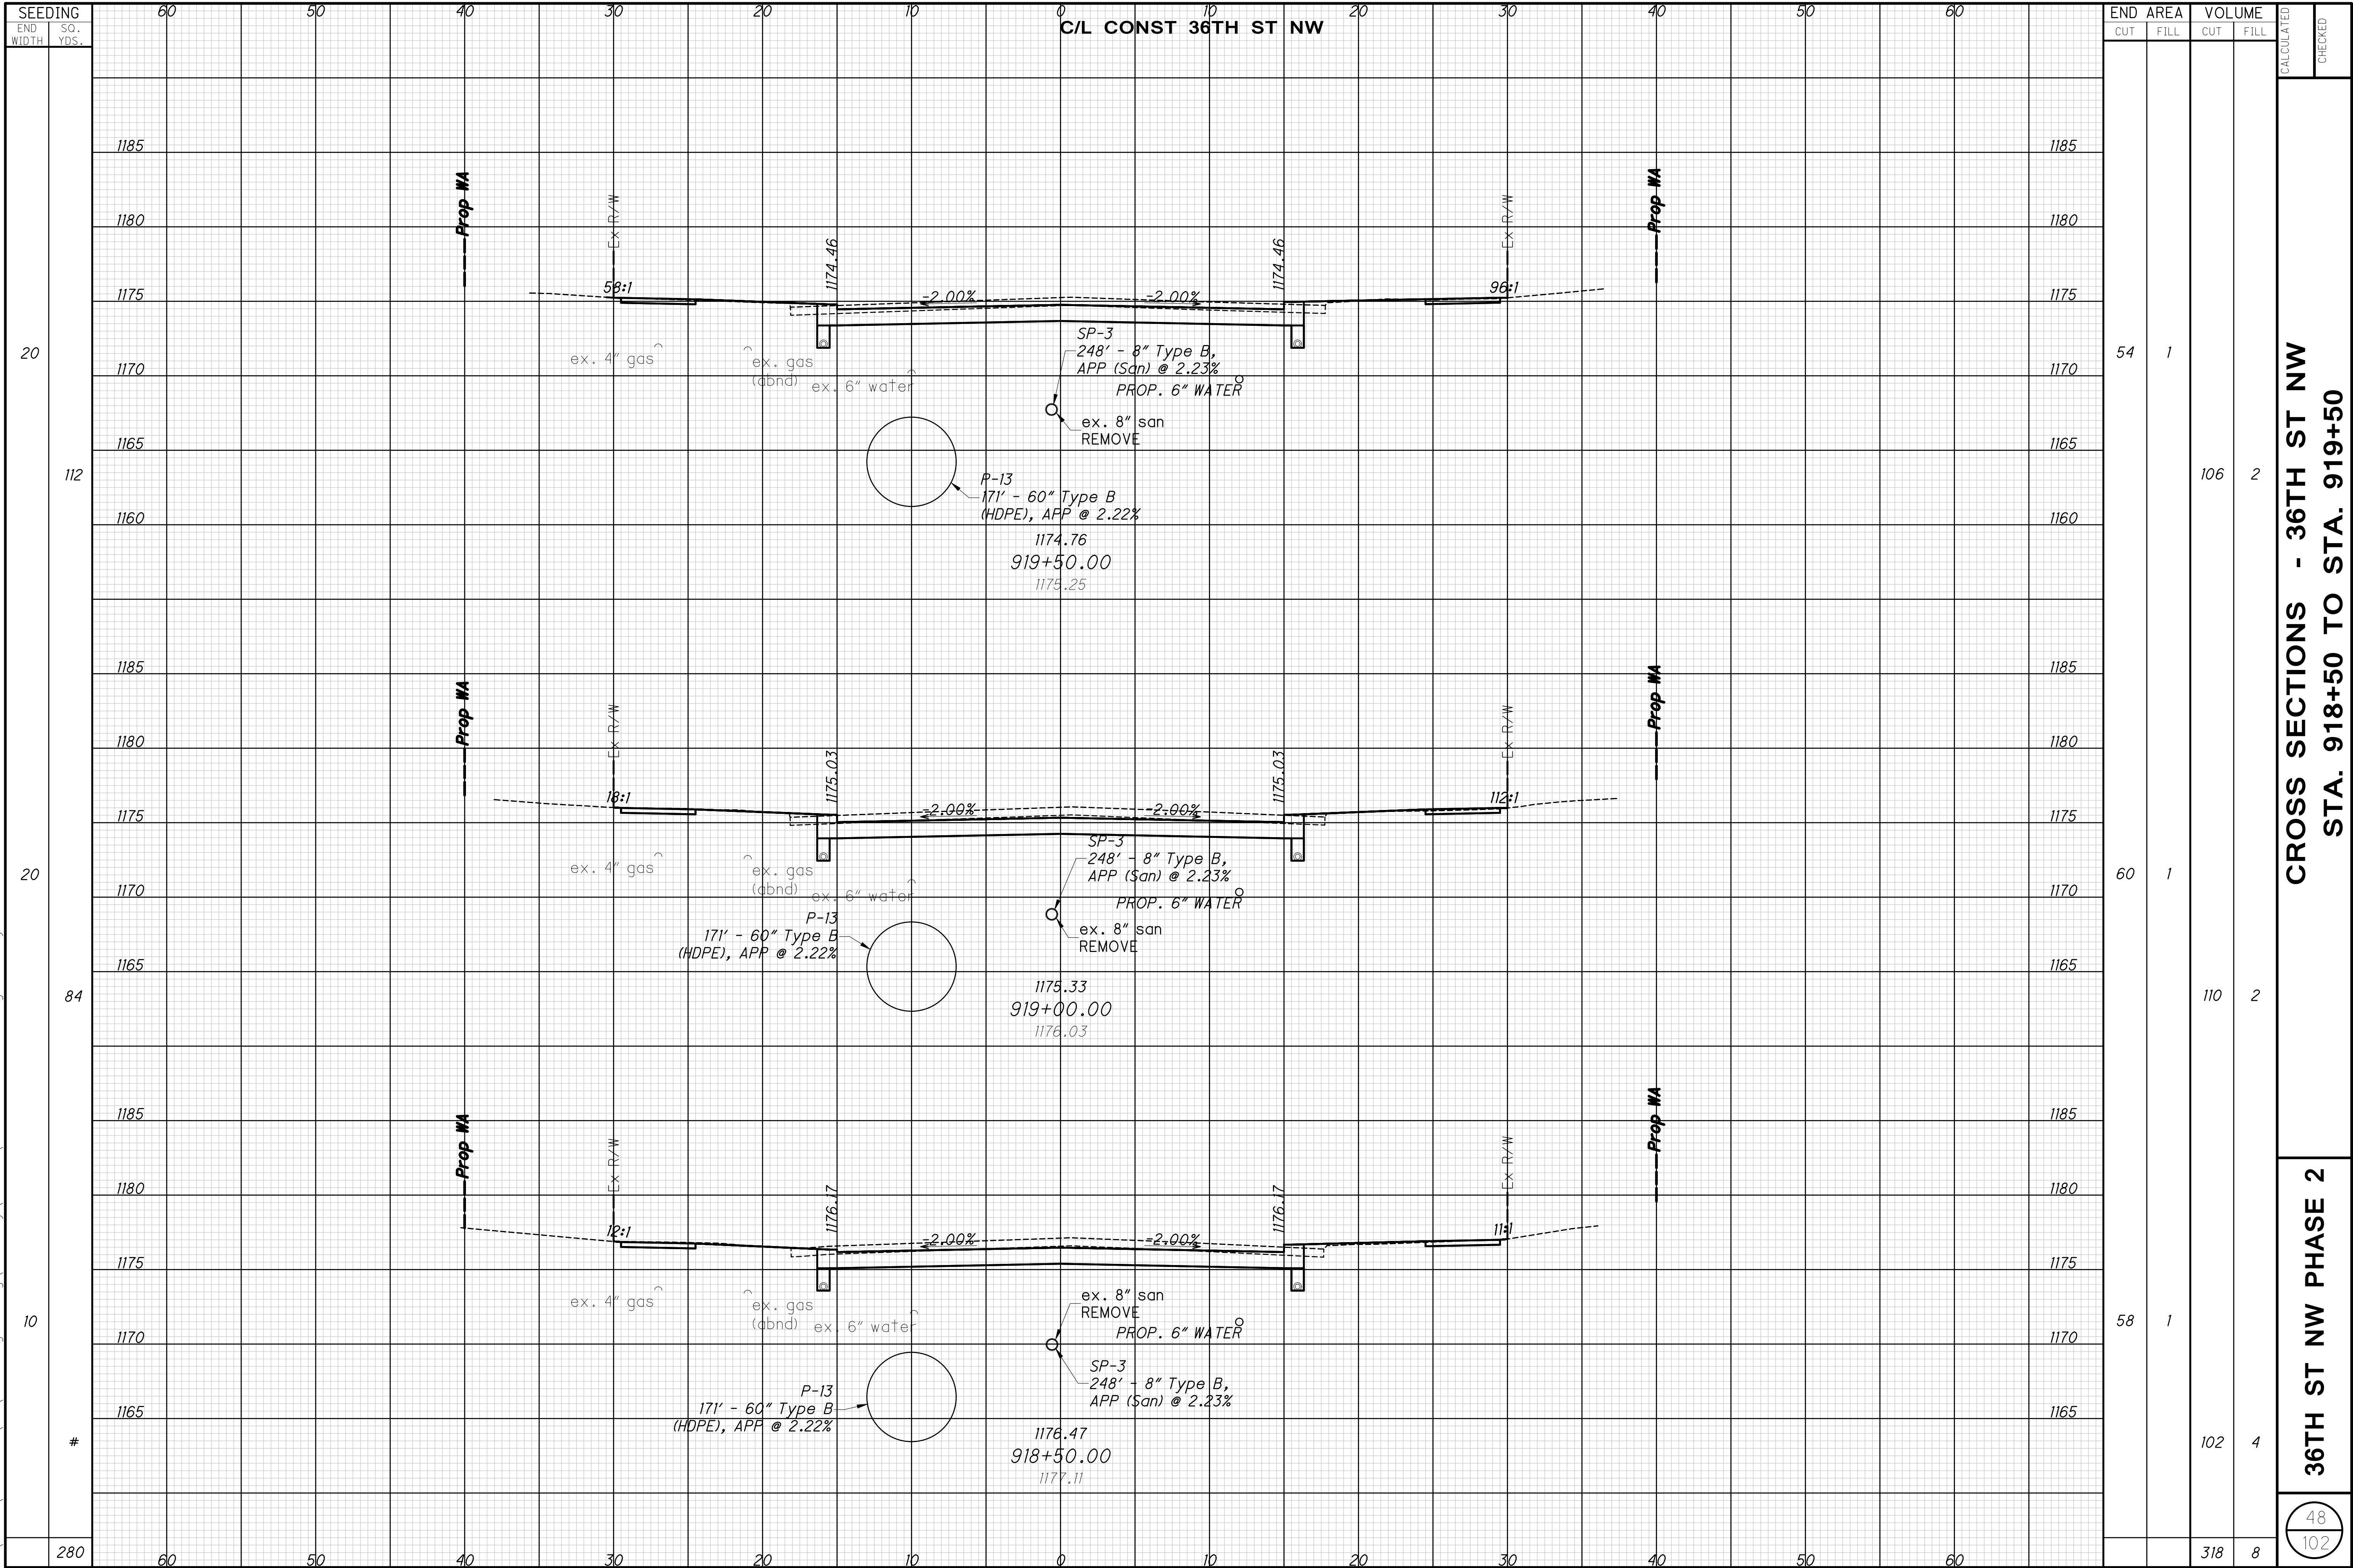 SEEDING
END WIDTH
SQ. YDS.
60 50 40 30 20 10 0 10 20 30 40 50 60
C/L CONST 36TH ST NW
END AREA
VOLUME
CUT FILL CUT FILL
CALCULATED
CHECKED
1185 1185
Prop WA
Ex R/W
1174.46
1174.46
Ex R/W
Prop WA
1180 1180
58:1
-2.00%
-2.00%
96:1
1175 1175
20
54 1
ex. 4" gas
ex. gas
(abnd)
ex. 6" water
SP-3
248' - 8" Type B,
APP (San) @ 2.23%
PROP. 6" WATER
1170 1170
ex. 8" san
REMOVE
1165 1165
112
106 2
P-13
171' - 60" Type B
(HDPE), APP @ 2.22%
1160 1160
1174.76
919+50.00
1175.25
1185 1185
Prop WA
Ex R/W
1175.03
1175.03
Ex R/W
Prop WA
1180 1180
18:1
-2.00%
-2.00%
112:1
1175 1175
SP-3
248' - 8" Type B,
APP (San) @ 2.23%
ex. 4" gas
ex. gas
(abnd)
ex. 6" water
20
60 1
1170 1170
PROP. 6" WATER
P-13
171' - 60" Type B
(HDPE), APP @ 2.22%
ex. 8" san
REMOVE
1165 1165
84
110 2
1175.33
919+00.00
1176.03
1185 1185
Prop WA
Ex R/W
1176.17
1176.17
Ex R/W
Prop WA
1180 1180
12:1
-2.00%
-2.00%
11:1
1175 1175
ex. 4" gas
ex. gas
(abnd)
ex. 6" water
ex. 8" san
REMOVE
PROP. 6" WATER
10
58 1
1170 1170
SP-3
248' - 8" Type B,
APP (San) @ 2.23%
P-13
171' - 60" Type B
(HDPE), APP @ 2.22%
1165 1165
#
102 4
1176.47
918+50.00
1177.11
280
318 8
60 50 40 30 20 10 0 10 20 30 40 50 60
CROSS SECTIONS - 36TH ST NW
STA. 918+50 TO STA. 919+50
36TH ST NW PHASE 2
48
102